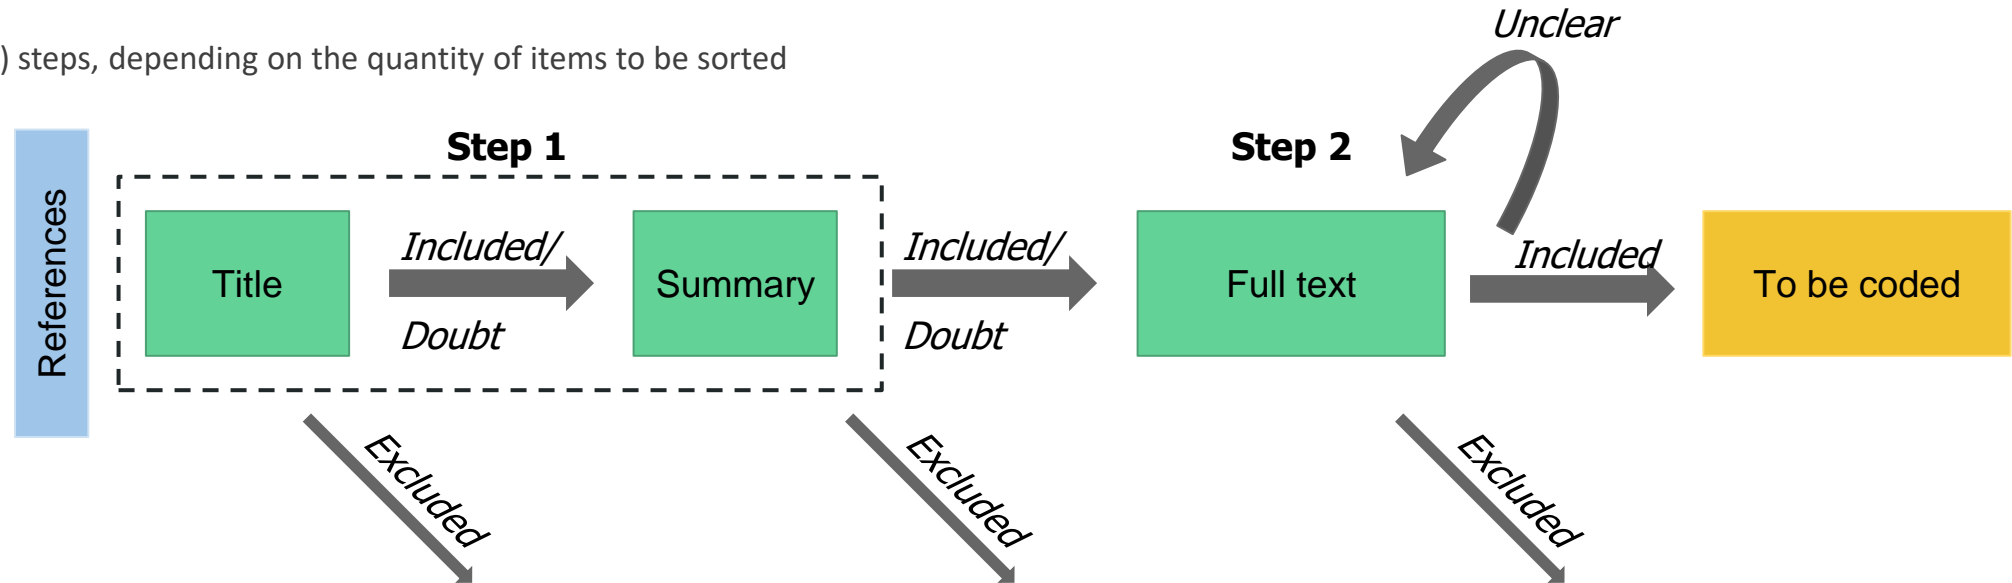 ) steps, depending on the quantity of items to be sorted
Unclear
Step 1
Step 2
References
Title
Included/
Doubt
Summary
Included/
Doubt
Full text
Included
To be coded
Excluded
Excluded
Excluded